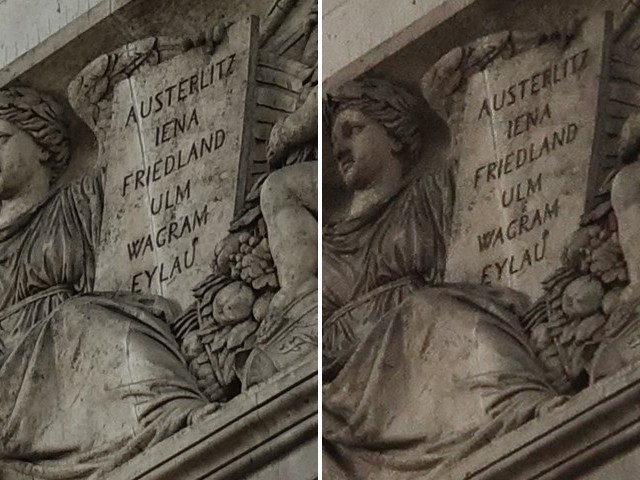 AUSTERLITZ
IENA
FRIEDLAND
ULM
WAGRAM
EYLAU
AUSTERLITZ
IENA
FRIEDLAND
ULM
WAGRAM
EYLAU